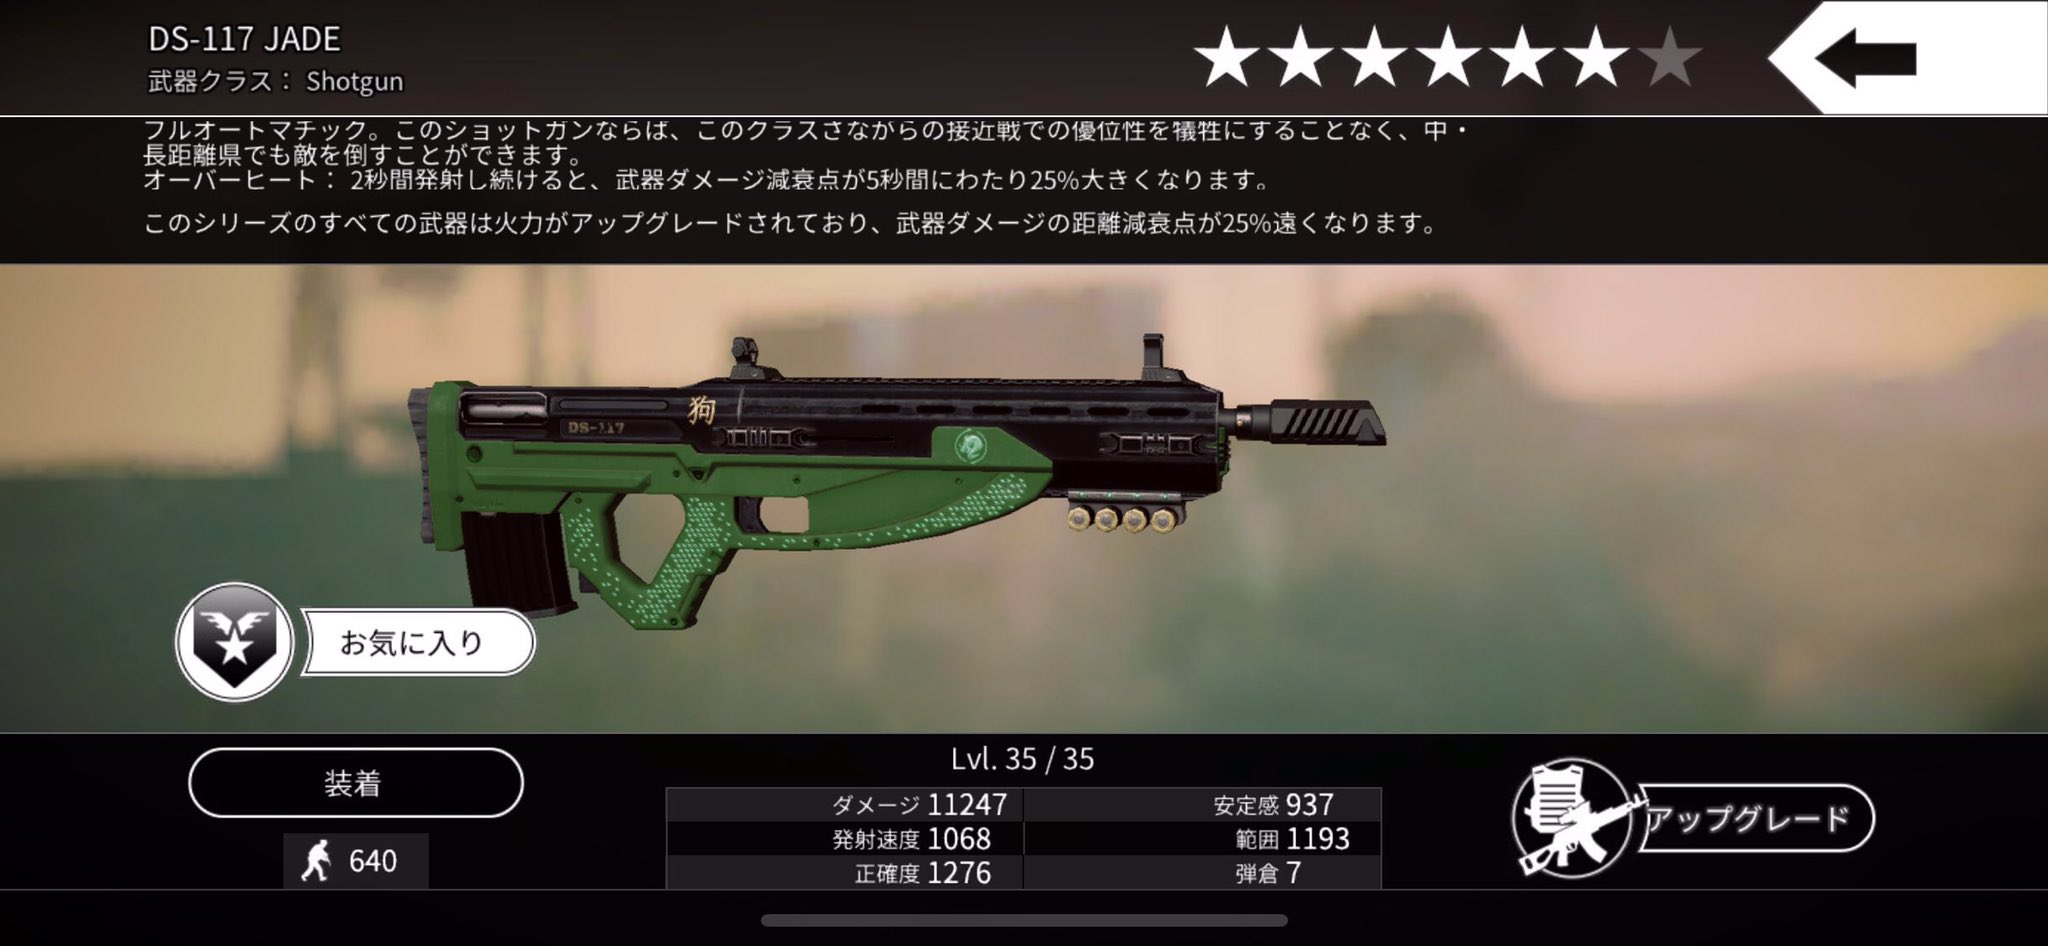 DS-117 JADE
武器クラス： Shotgun
フルオートマチック。このショットガンならば、このクラスさながらの接近戦での優位性を犠牲にすることなく、中・
長距離県でも敵を倒すことができます。
オーバーヒート： 2秒間発射し続けると、武器ダメージ減衰点が5秒間にわたり25%大きくなります。
このシリーズのすべての武器は火力がアップグレードされており、武器ダメージの距離減衰点が25%遠くなります。
狗
DS-117
お気に入り
装着
640
Lvl. 35 / 35
ダメージ 11247
安定感 937
発射速度 1068
範囲 1193
正確度 1276
弾倉 7
アップグレード